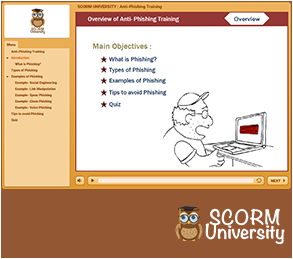 SCORM UNIVERSITY : Anti-Phishing Training
SCORM
University
Overview of Anti- Phishing Training
Overview
Menu
Anti-Phishing Training
Introduction
What is Phishing?
Types of Phishing
Examples of Phishing
Example: Social Engineering
Example : Link Manipulation
Example: Spear Phishing
Example: Clone Phishing
Example: Voice Phishing
Tips to avoid Phishing
Quiz
Main Objectives :
What is Phishing?
Types of Phishing
Examples of Phishing
Tips to avoid Phishing
Quiz
NEXT
SCORM
University